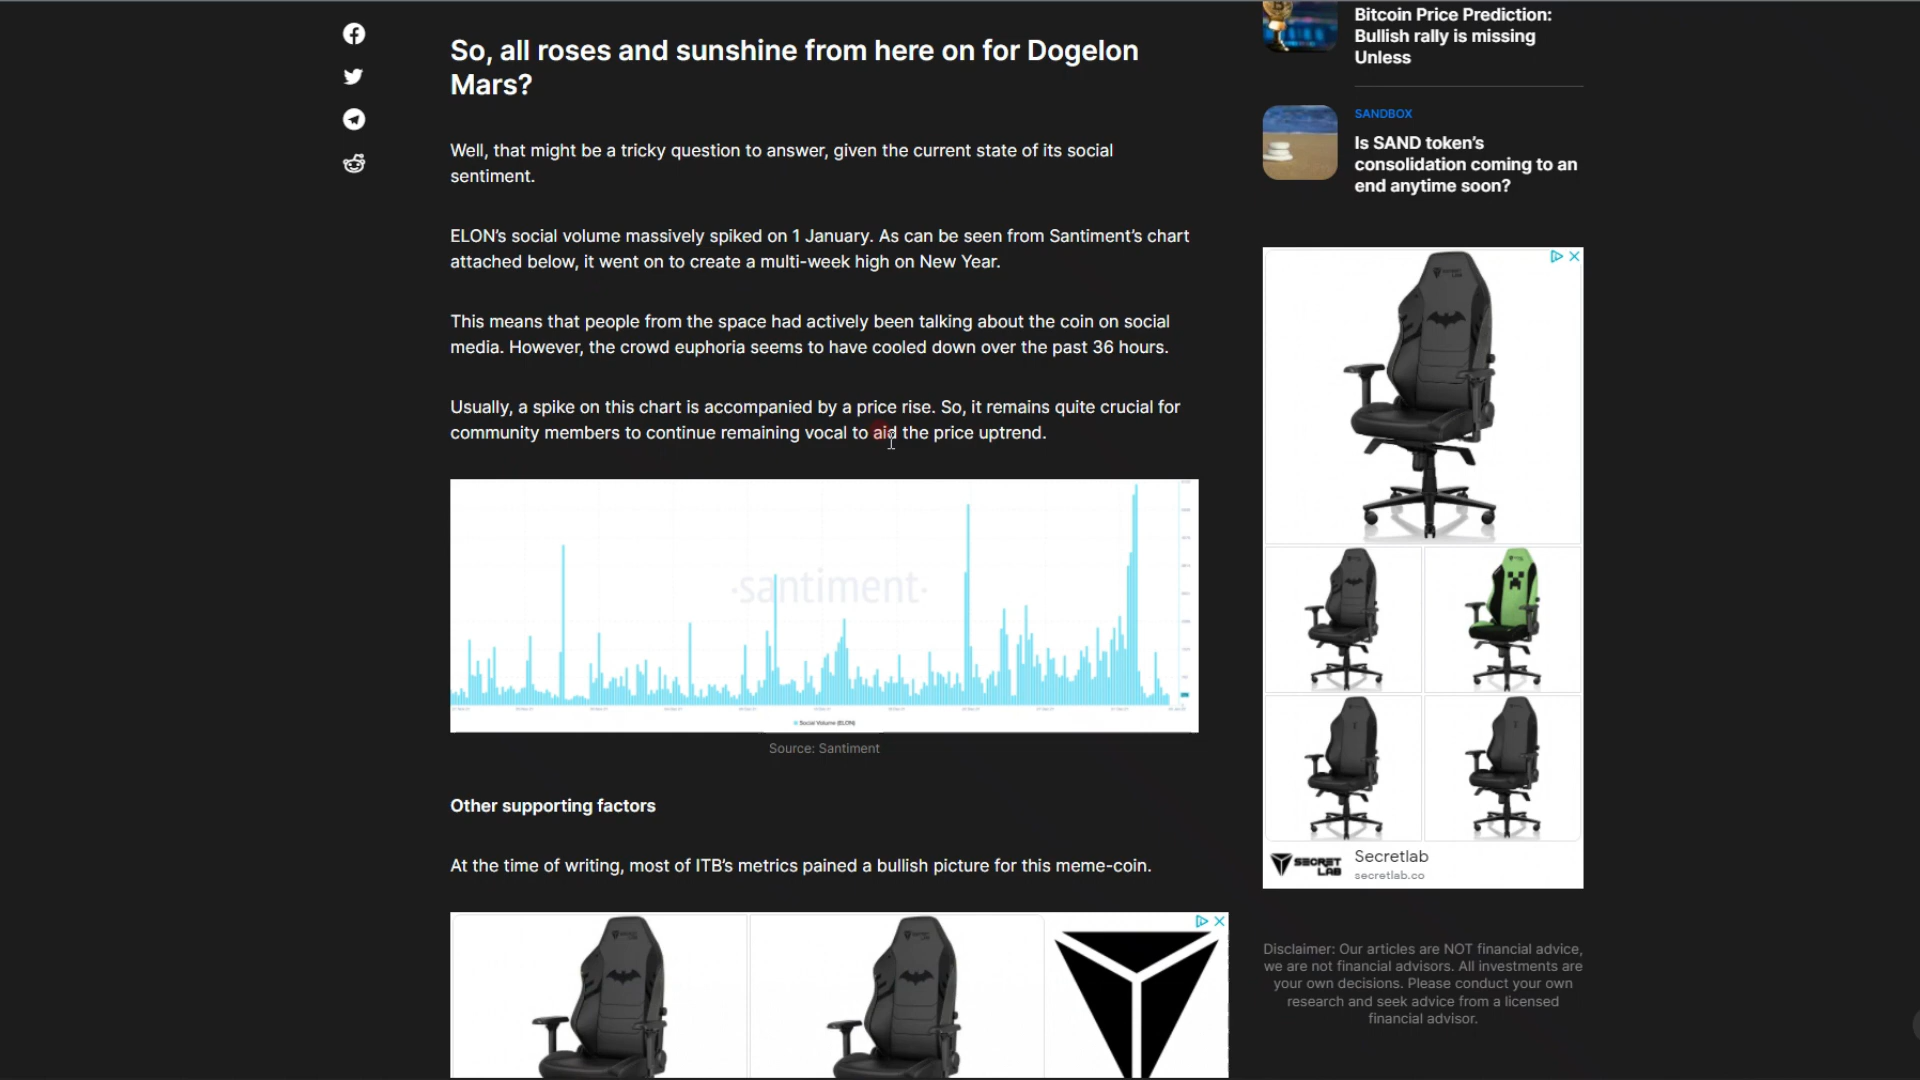 So, all roses and sunshine from here on for Dogelon
Mars?
Well, that might be a tricky question to answer, given the current state of its social
sentiment.
ELON's social volume massively spiked on 1 January. As can be seen from Santiment's chart
attached below, it went on to create a multi-week high on New Year.
This means that people from the space had actively been talking about the coin on social
media. However, the crowd euphoria seems to have cooled down over the past 36 hours.
Usually, a spike on this chart is accompanied by a price rise. So, it remains quite crucial for
community members to continue remaining vocal to aid the price uptrend.
·santiment·
Social Volume (ELON)
Source: Santiment
Other supporting factors
At the time of writing, most of ITB's metrics pained a bullish picture for this meme-coin.
Bitcoin Price Prediction:
Bullish rally is missing
Unless
SANDBOX
Is SAND token's
consolidation coming to an
end anytime soon?
SECRET
LAB
Secretlab
secretlab.co
Disclaimer: Our articles are NOT financial advice,
we are not financial advisors. All investments are
your own decisions. Please conduct your own
research and seek advice from a licensed
financial advisor.